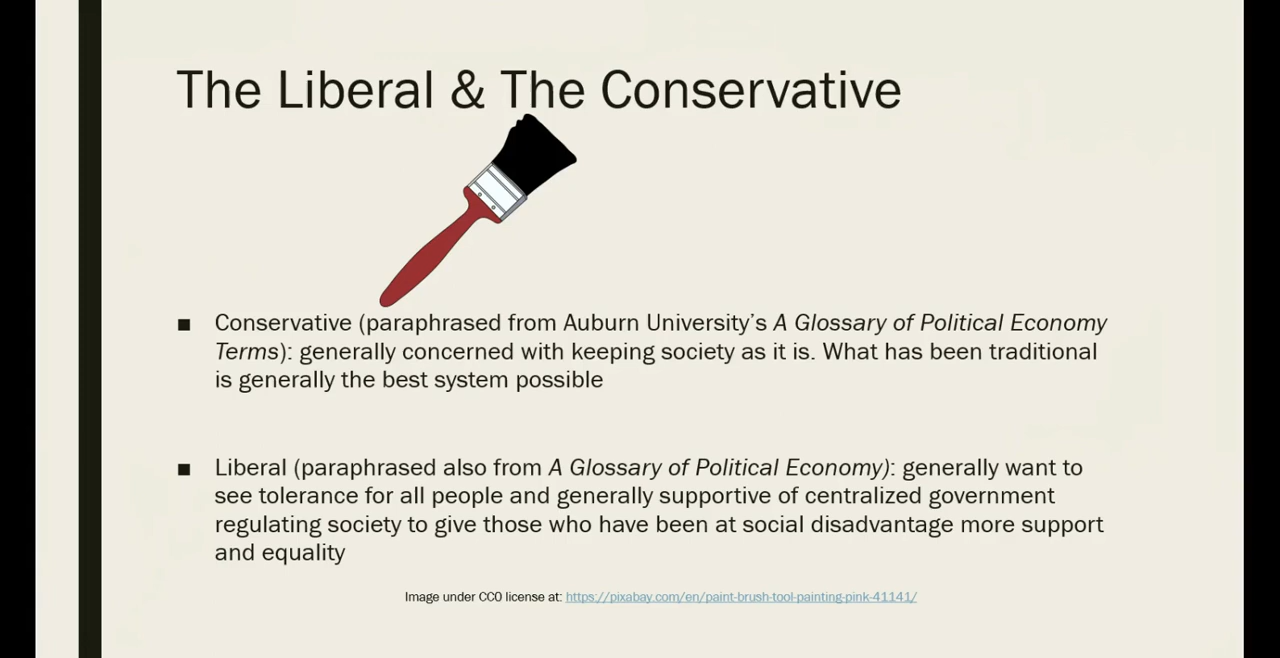 The Liberal & The Conservative
■ Conservative (paraphrased from Auburn University’s A Glossary of Political Economy
Terms): generally concerned with keeping society as it is. What has been traditional
is generally the best system possible
■ Liberal (paraphrased also from A Glossary of Political Economy): generally want to
see tolerance for all people and generally supportive of centralized government
regulating society to give those who have been at social disadvantage more support
and equality
Image under CC0 license at: https://pixabay.com/en/paint-brush-tool-painting-pink-41141/